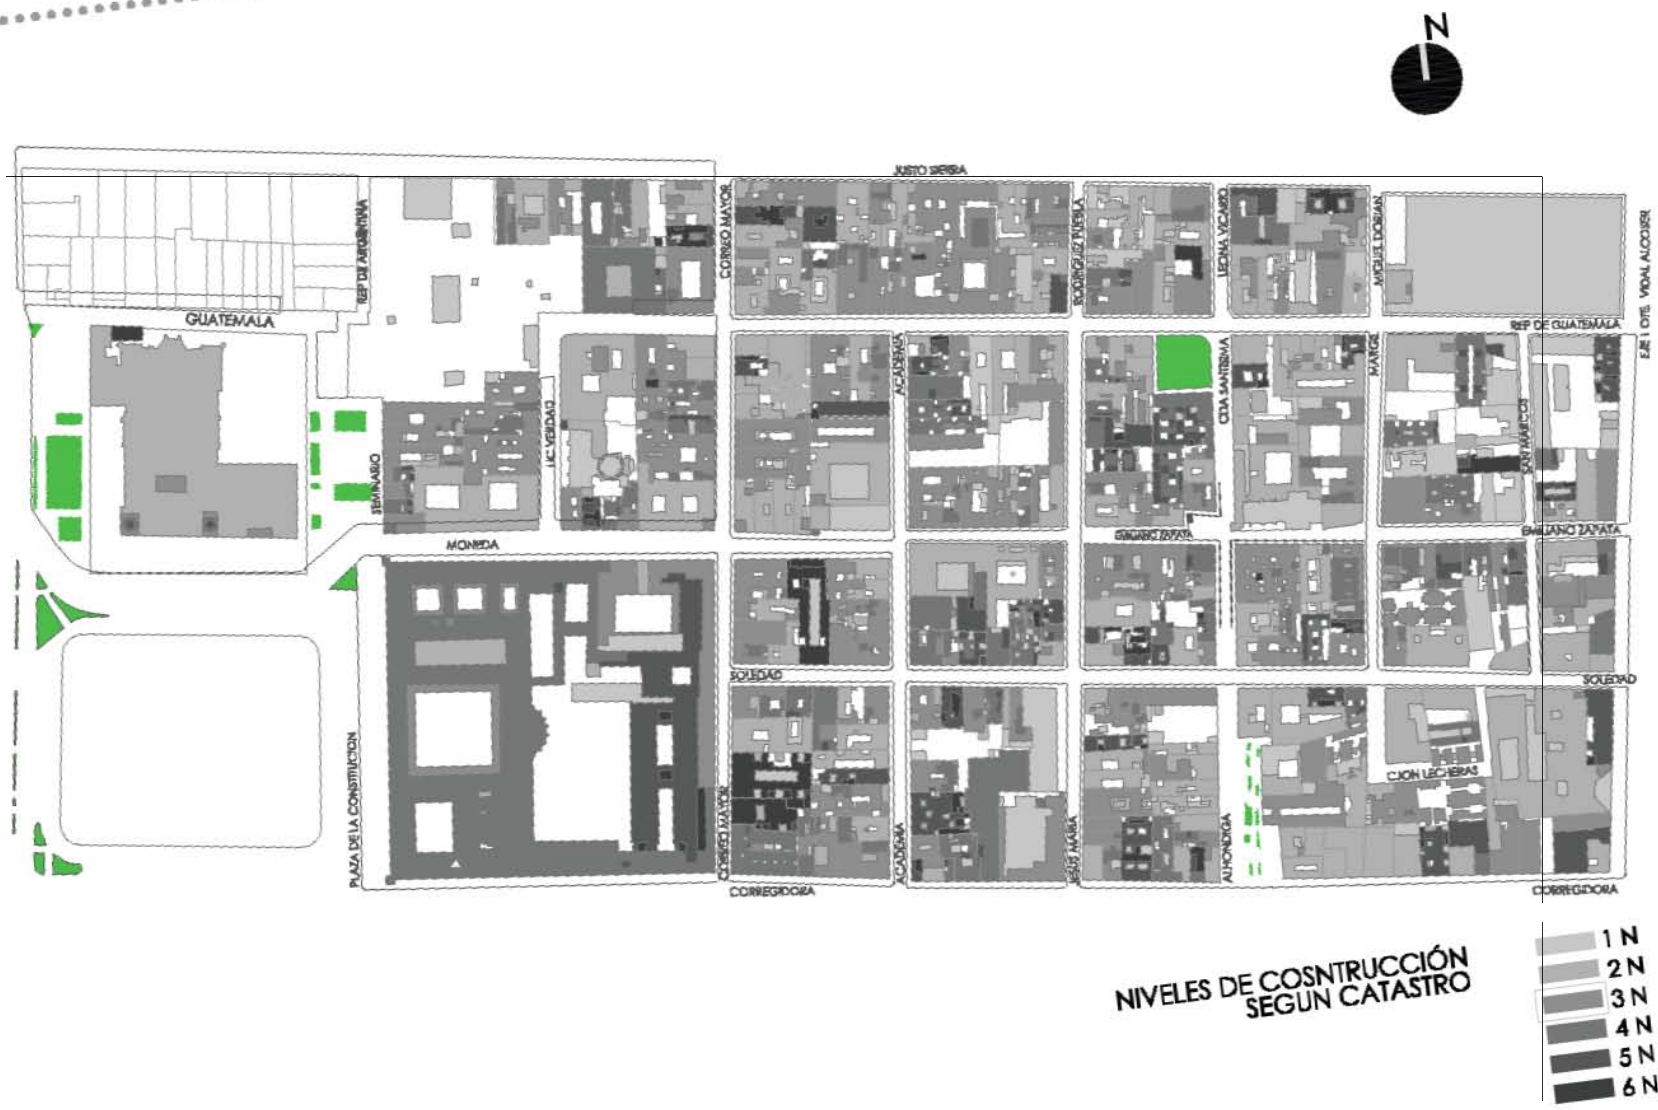 N
JUSTO SIERRA
REP DE ARGENTINA
CORREO MAYOR
RODRIGUEZ PUEBLA
LEONA VICARIO
MIGUEL DOMIAN
EJE 1 OTE. VIDAL ALCOSER
GUATEMALA
REP DE GUATEMALA
ACADEMIA
CDA SANTISIMA
MARGIL
LIC. VERDAD
SAN MARCOS
SEMINARIO
MONEDA
EMILIANO ZAPATA
EMILIANO ZAPATA
SOLEDAD
SOLEDAD
PLAZA DE LA CONSTITUCION
CORREO MAYOR
ACADEMIA
JESUS MARIA
ALHONDIGA
CJON LECHERAS
CORREGIDORA
CORREGIDORA
NIVELES DE COSNTRUCCIÓN
SEGUN CATASTRO
1 N
2 N
3 N
4 N
5 N
6 N